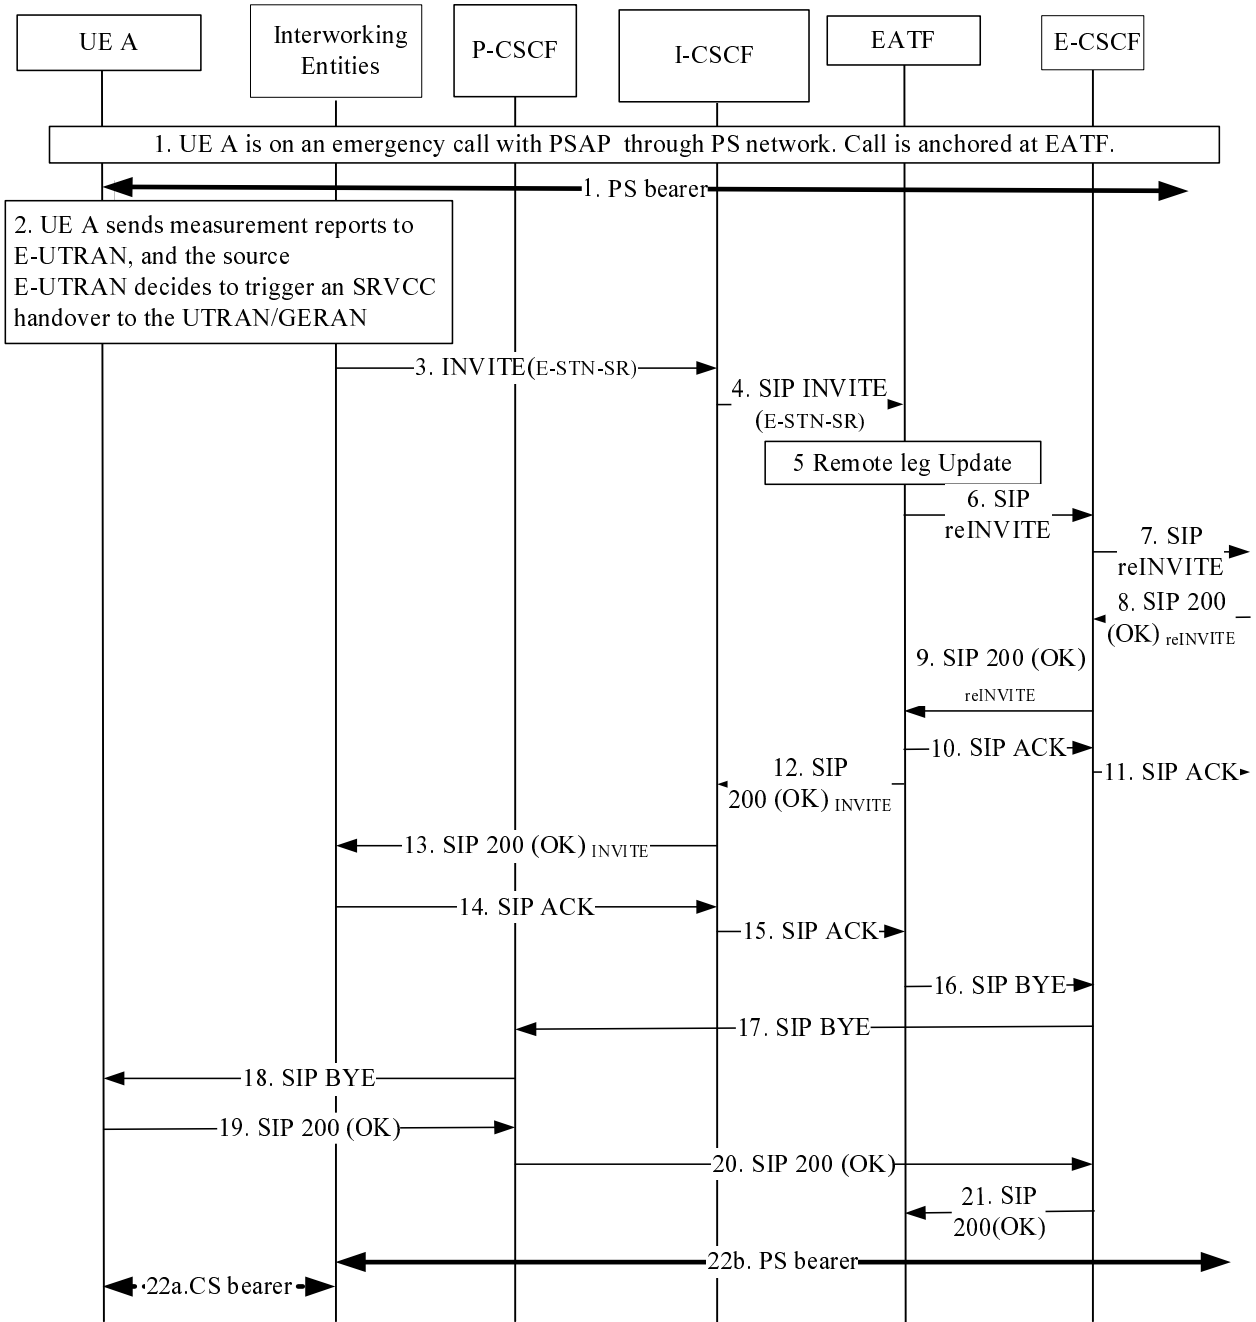 UE A
Interworking
Entities
P-CSCF
I-CSCF
EATF
E-CSCF
1. UE A is on an emergency call with PSAP through PS network. Call is anchored at EATF.
1. PS bearer
2. UE A sends measurement reports to
E-UTRAN, and the source
E-UTRAN decides to trigger an SRVCC
handover to the UTRAN/GERAN
3. INVITE(E-STN-SR)
4. SIP INVITE
(E-STN-SR)
5 Remote leg Update
6. SIP
reINVITE
7. SIP
reINVITE
8. SIP 200
(OK) reINVITE
9. SIP 200 (OK)
reINVITE
10. SIP ACK
11. SIP ACK
12. SIP
200 (OK) INVITE
13. SIP 200 (OK) INVITE
14. SIP ACK
15. SIP ACK
16. SIP BYE
17. SIP BYE
18. SIP BYE
19. SIP 200 (OK)
20. SIP 200 (OK)
21. SIP
200(OK)
22b. PS bearer
22a.CS bearer